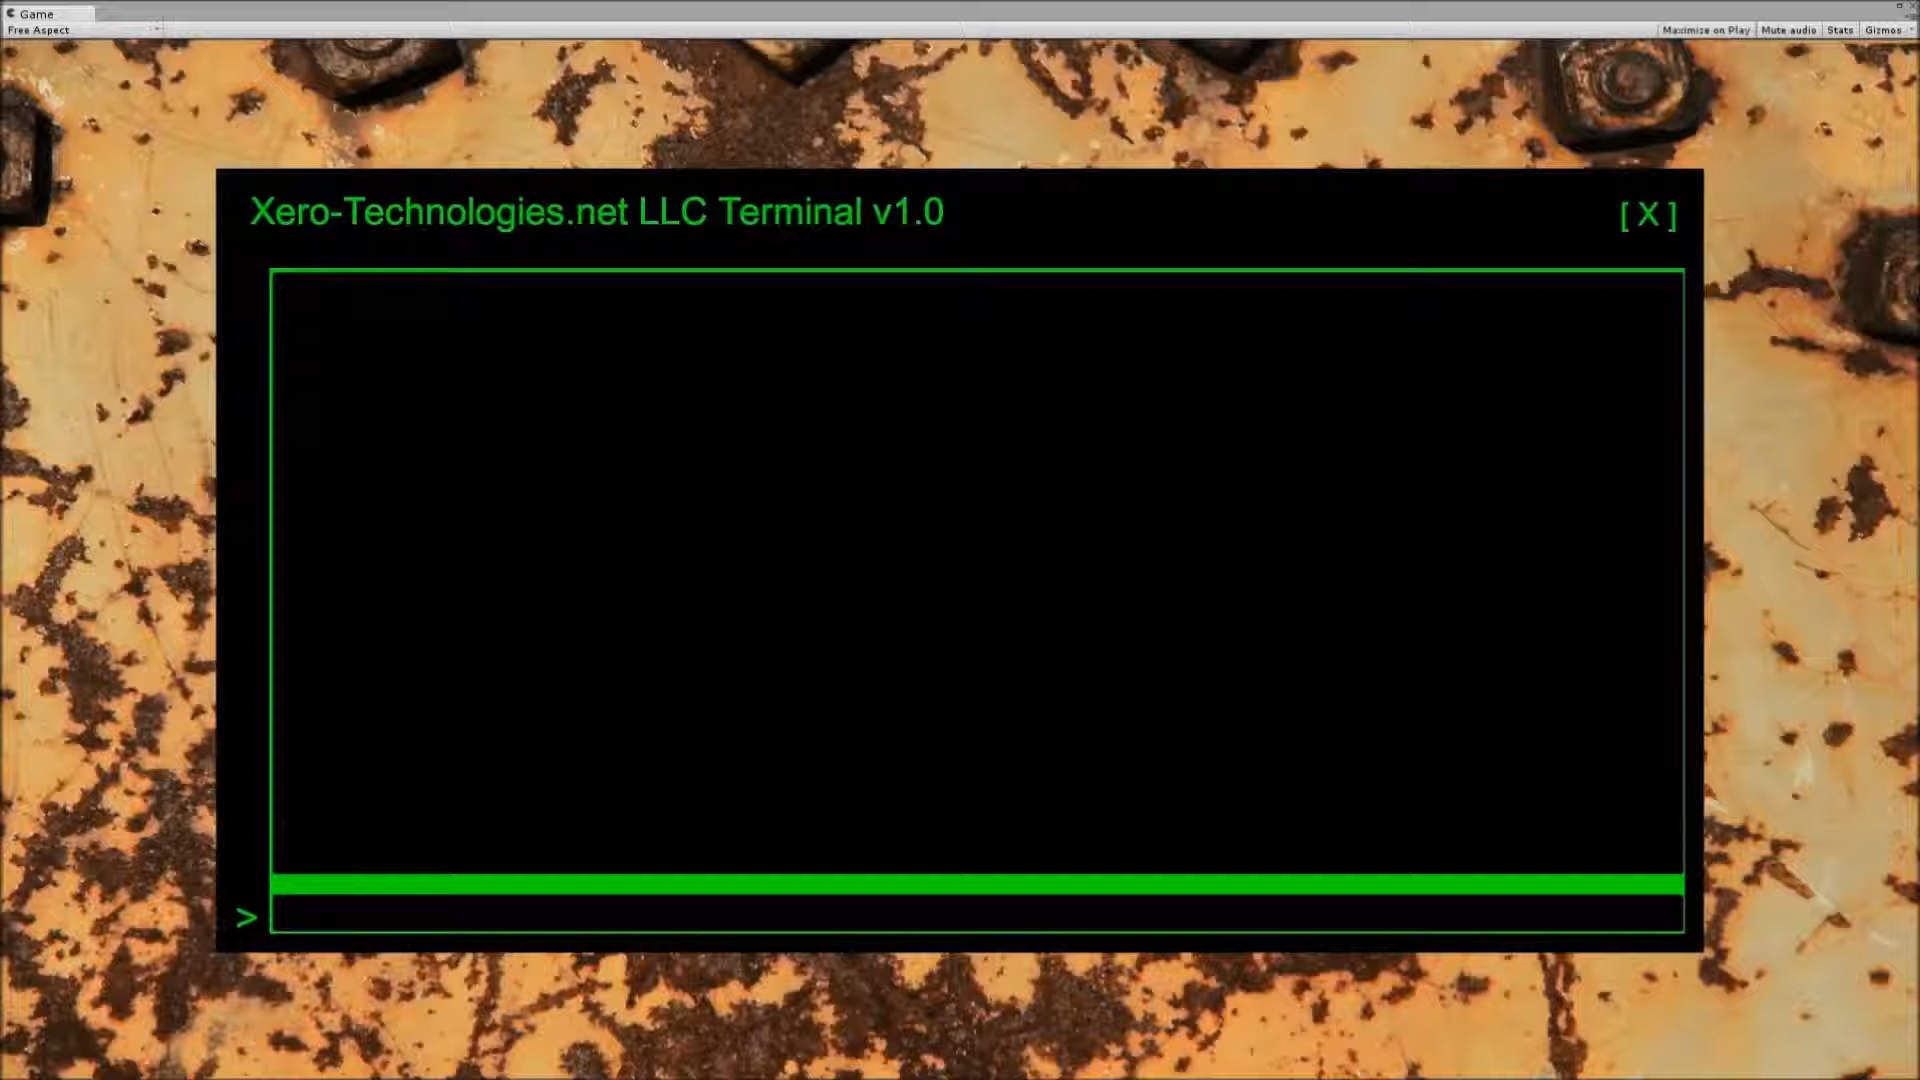 Game
Free Aspect
Maximize on Play Mute audio Stats Gizmos
Xero-Technologies.net LLC Terminal v1.0
[ X ]
>